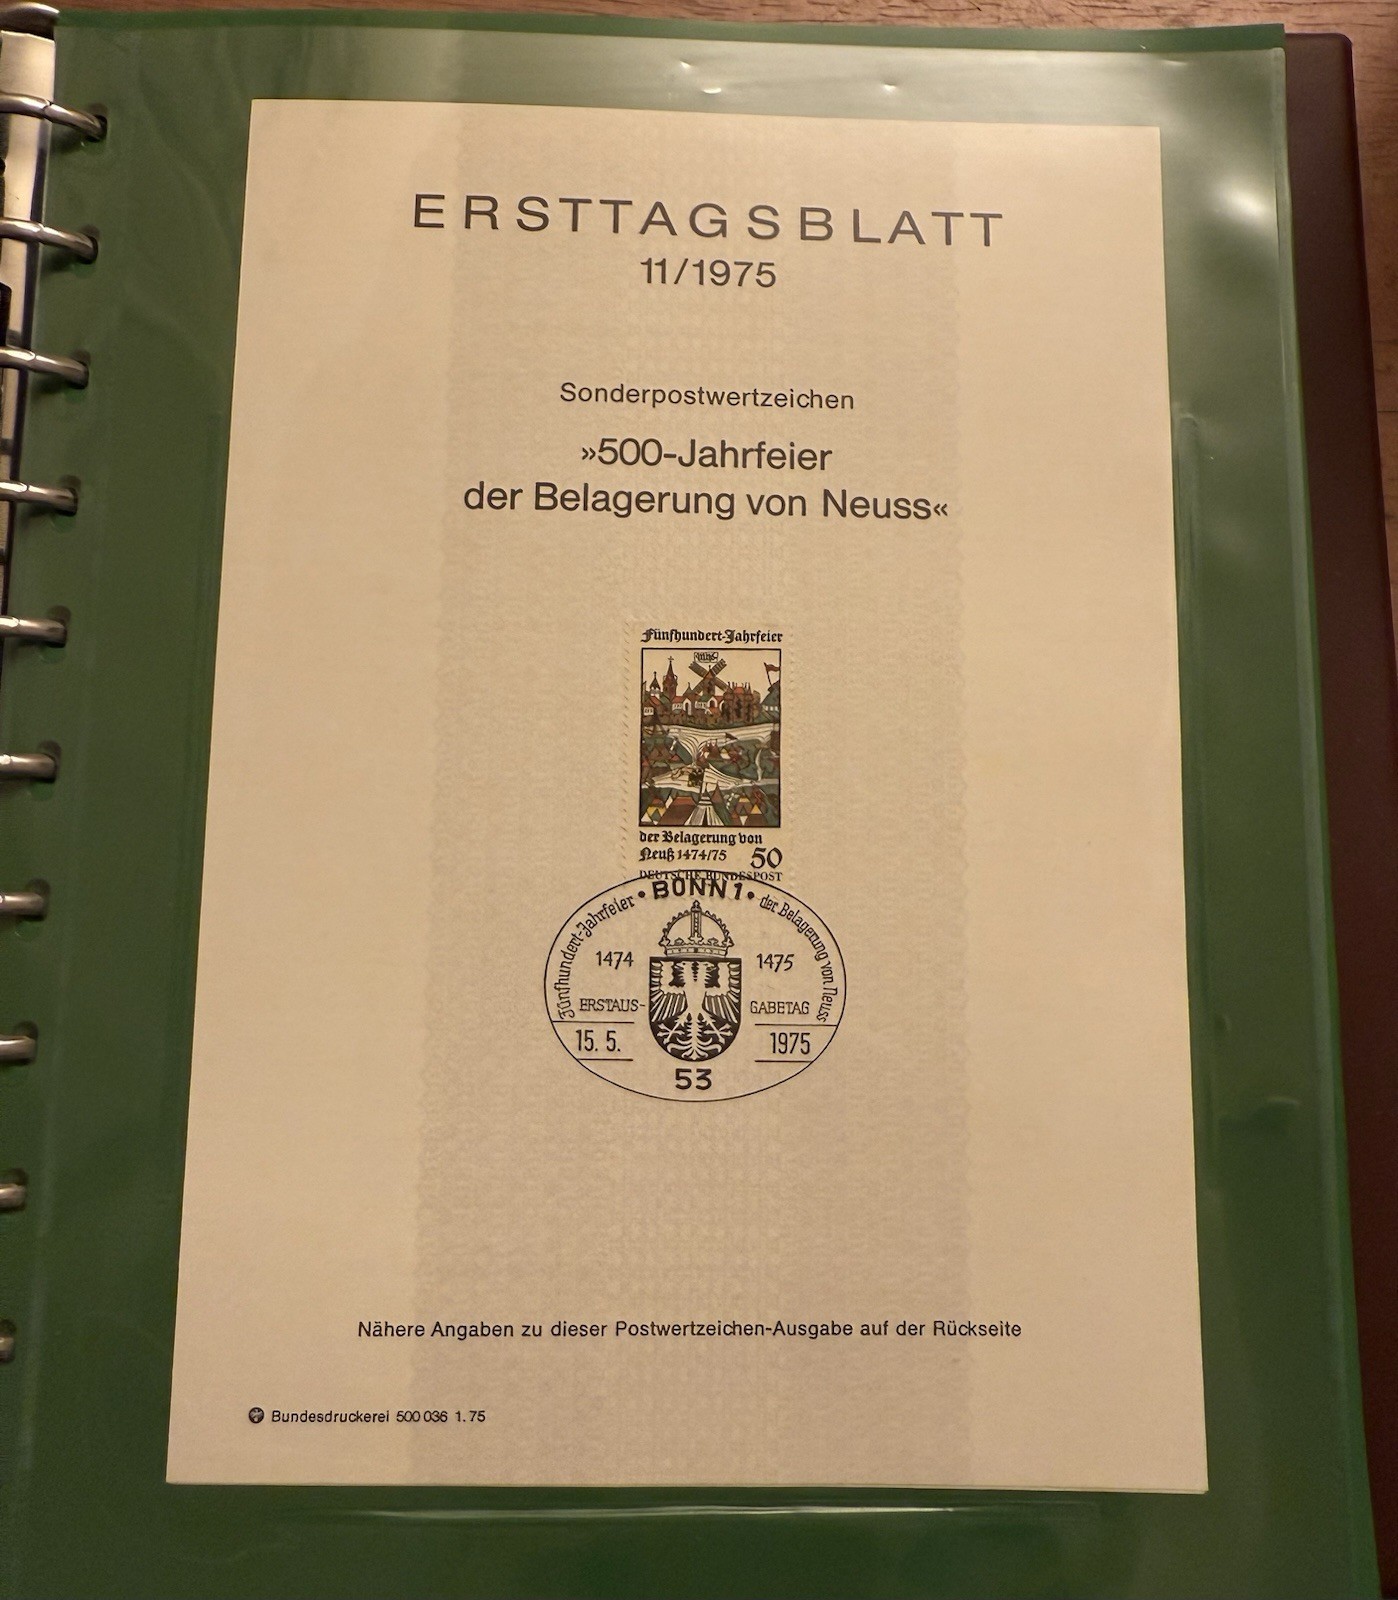 ERSTTAGSBLATT
11/1975
Sonderpostwertzeichen
»500-Jahrfeier
der Belagerung von Neuss«
Fünfhundert-Jahrfeier
der Belagerung von
Neuß 1474/75 50
DEUTSCHE BUNDESPOST
• BONN 1 •
Fünfhundert-Jahrfeier der Belagerung von Neuss
1474 1475
ERSTAUS- GABETAG
15. 5. 1975
53
Nähere Angaben zu dieser Postwertzeichen-Ausgabe auf der Rückseite
Bundesdruckerei 500 036 1.75